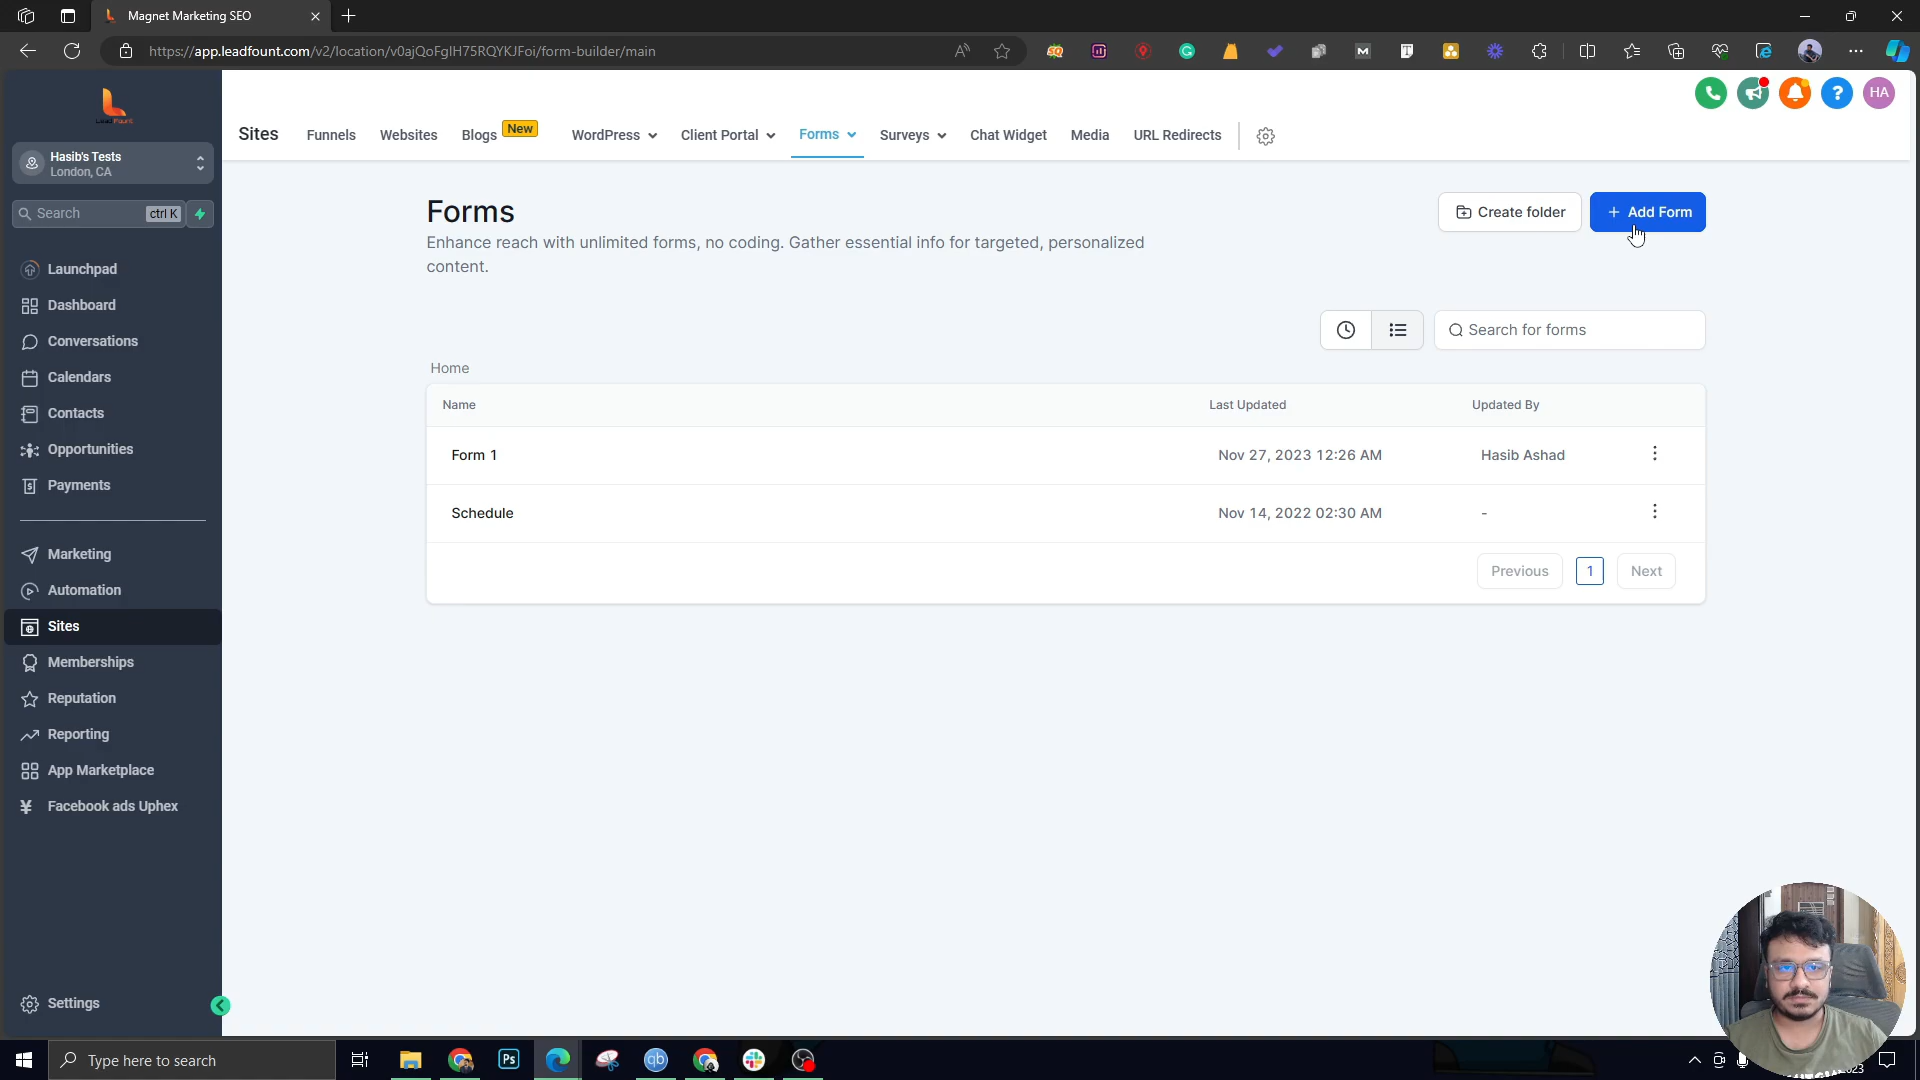 Magnet Marketing SEO
https://app.leadfount.com/v2/location/v0ajQoFglH75RQYKJFoi/form-builder/main
Lead Fount
HA
Hasib's Tests
London, CA
Search
ctrl K
Launchpad
Dashboard
Conversations
Calendars
Contacts
Opportunities
Payments
Marketing
Automation
Sites
Memberships
Reputation
Reporting
App Marketplace
Facebook ads Uphex
Settings
Sites
Funnels
Websites
Blogs
New
WordPress
Client Portal
Forms
Surveys
Chat Widget
Media
URL Redirects
Forms
Enhance reach with unlimited forms, no coding. Gather essential info for targeted, personalized
content.
Create folder
+ Add Form
Search for forms
Home
Name Last Updated Updated By
Form 1 Nov 27, 2023 12:26 AM Hasib Ashad
Schedule Nov 14, 2022 02:30 AM -
Previous 1 Next
Type here to search
Ps
qb